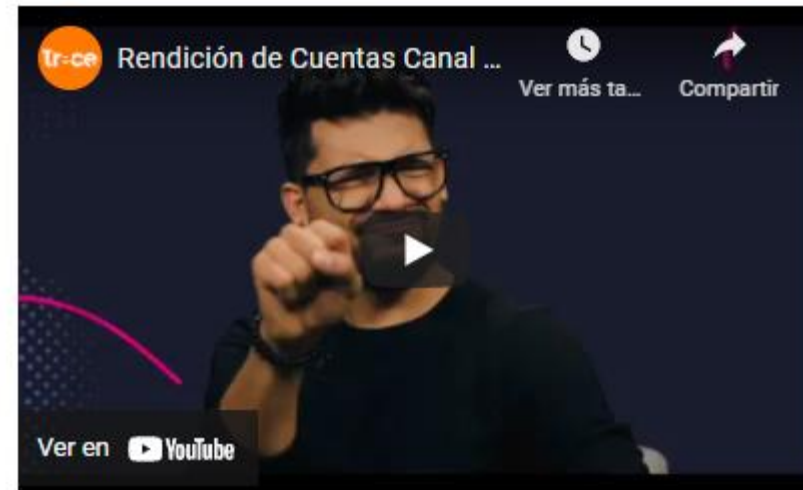 tr=ce
Rendición de Cuentas Canal ...
Ver más ta...
Compartir
Ver en YouTube